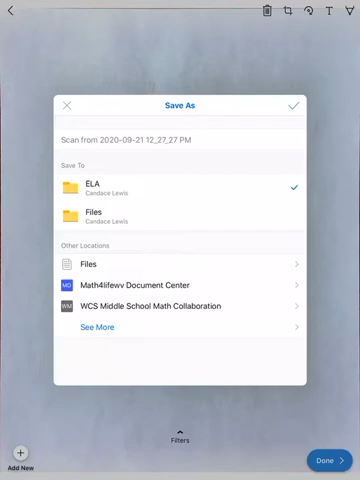 T
Save As
Scan from 2020-09-21 12_27_27 PM
Save To
ELA
Candace Lewis
Files
Candace Lewis
Other Locations
Files
MO Math4lifewv Document Center
WM WCS Middle School Math Collaboration
See More
Filters
Add New
Done